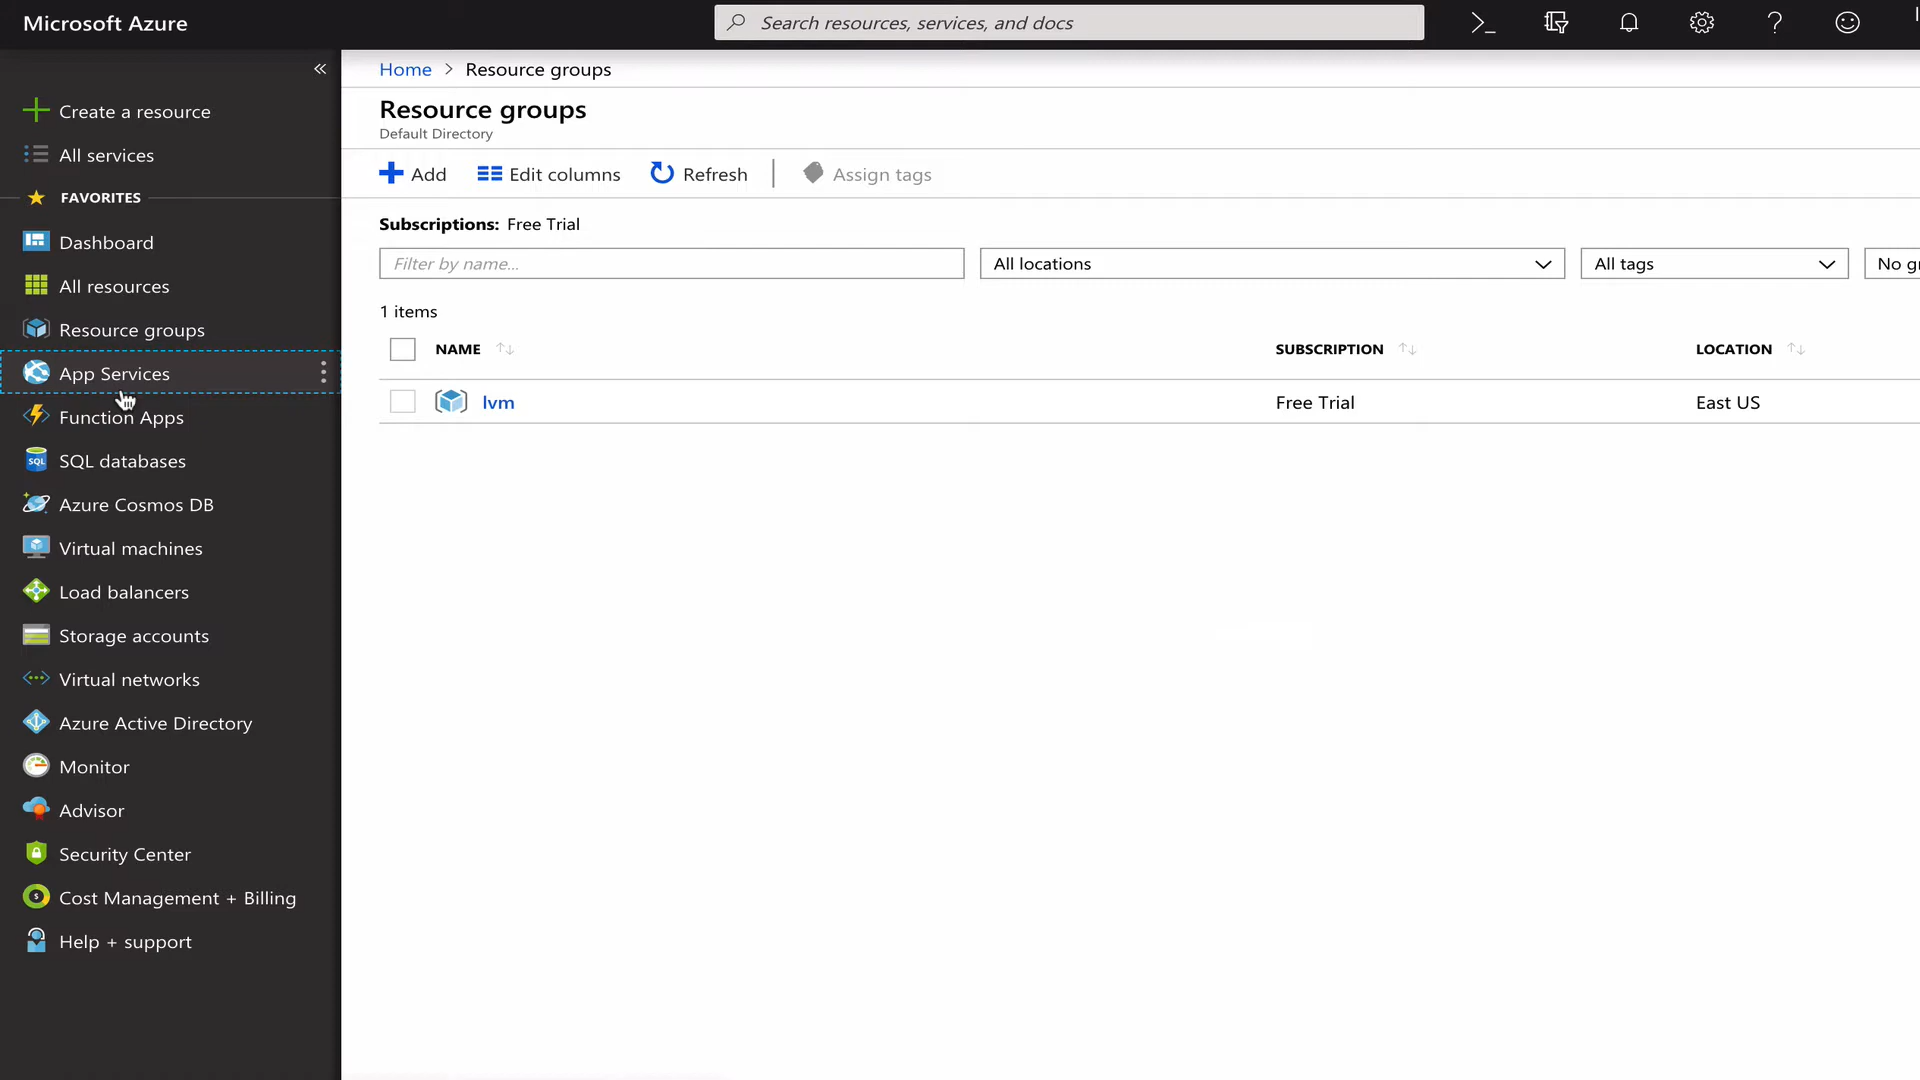 Microsoft Azure
Search resources, services, and docs
Create a resource
All services
FAVORITES
Dashboard
All resources
Resource groups
App Services
Function Apps
SQL databases
Azure Cosmos DB
Virtual machines
Load balancers
Storage accounts
Virtual networks
Azure Active Directory
Monitor
Advisor
Security Center
Cost Management + Billing
Help + support
Home > Resource groups
Resource groups
Default Directory
Add Edit columns Refresh Assign tags
Subscriptions: Free Trial
Filter by name... All locations All tags No
1 items
NAME SUBSCRIPTION LOCATION
lvm Free Trial East US